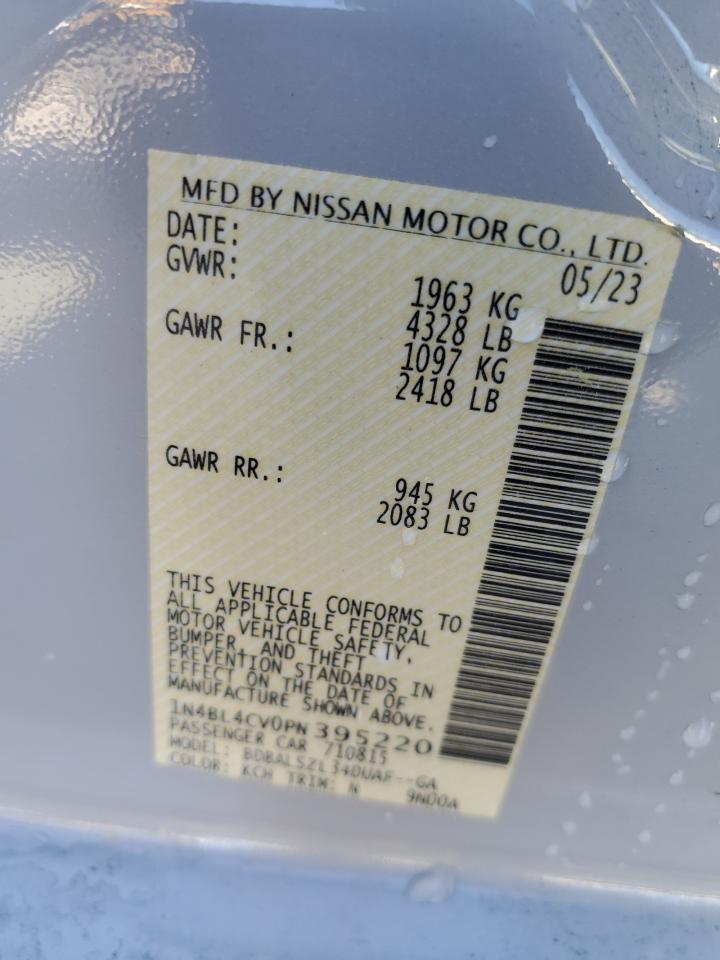 MFD BY NISSAN MOTOR CO., LTD.
DATE: 05/23
GVWR: 1963 KG
4328 LB
GAWR FR.: 1097 KG
2418 LB
GAWR RR.: 945 KG
2083 LB
THIS VEHICLE CONFORMS TO
ALL APPLICABLE FEDERAL
MOTOR VEHICLE SAFETY,
BUMPER, AND THEFT
PREVENTION STANDARDS IN
EFFECT ON THE DATE OF
MANUFACTURE SHOWN ABOVE.
1N4BL4CV0PN395220
PASSENGER CAR 710815
MODEL: BDBALSZL340UAF--GA
COLOR: KCH TRIM: N 9N00A